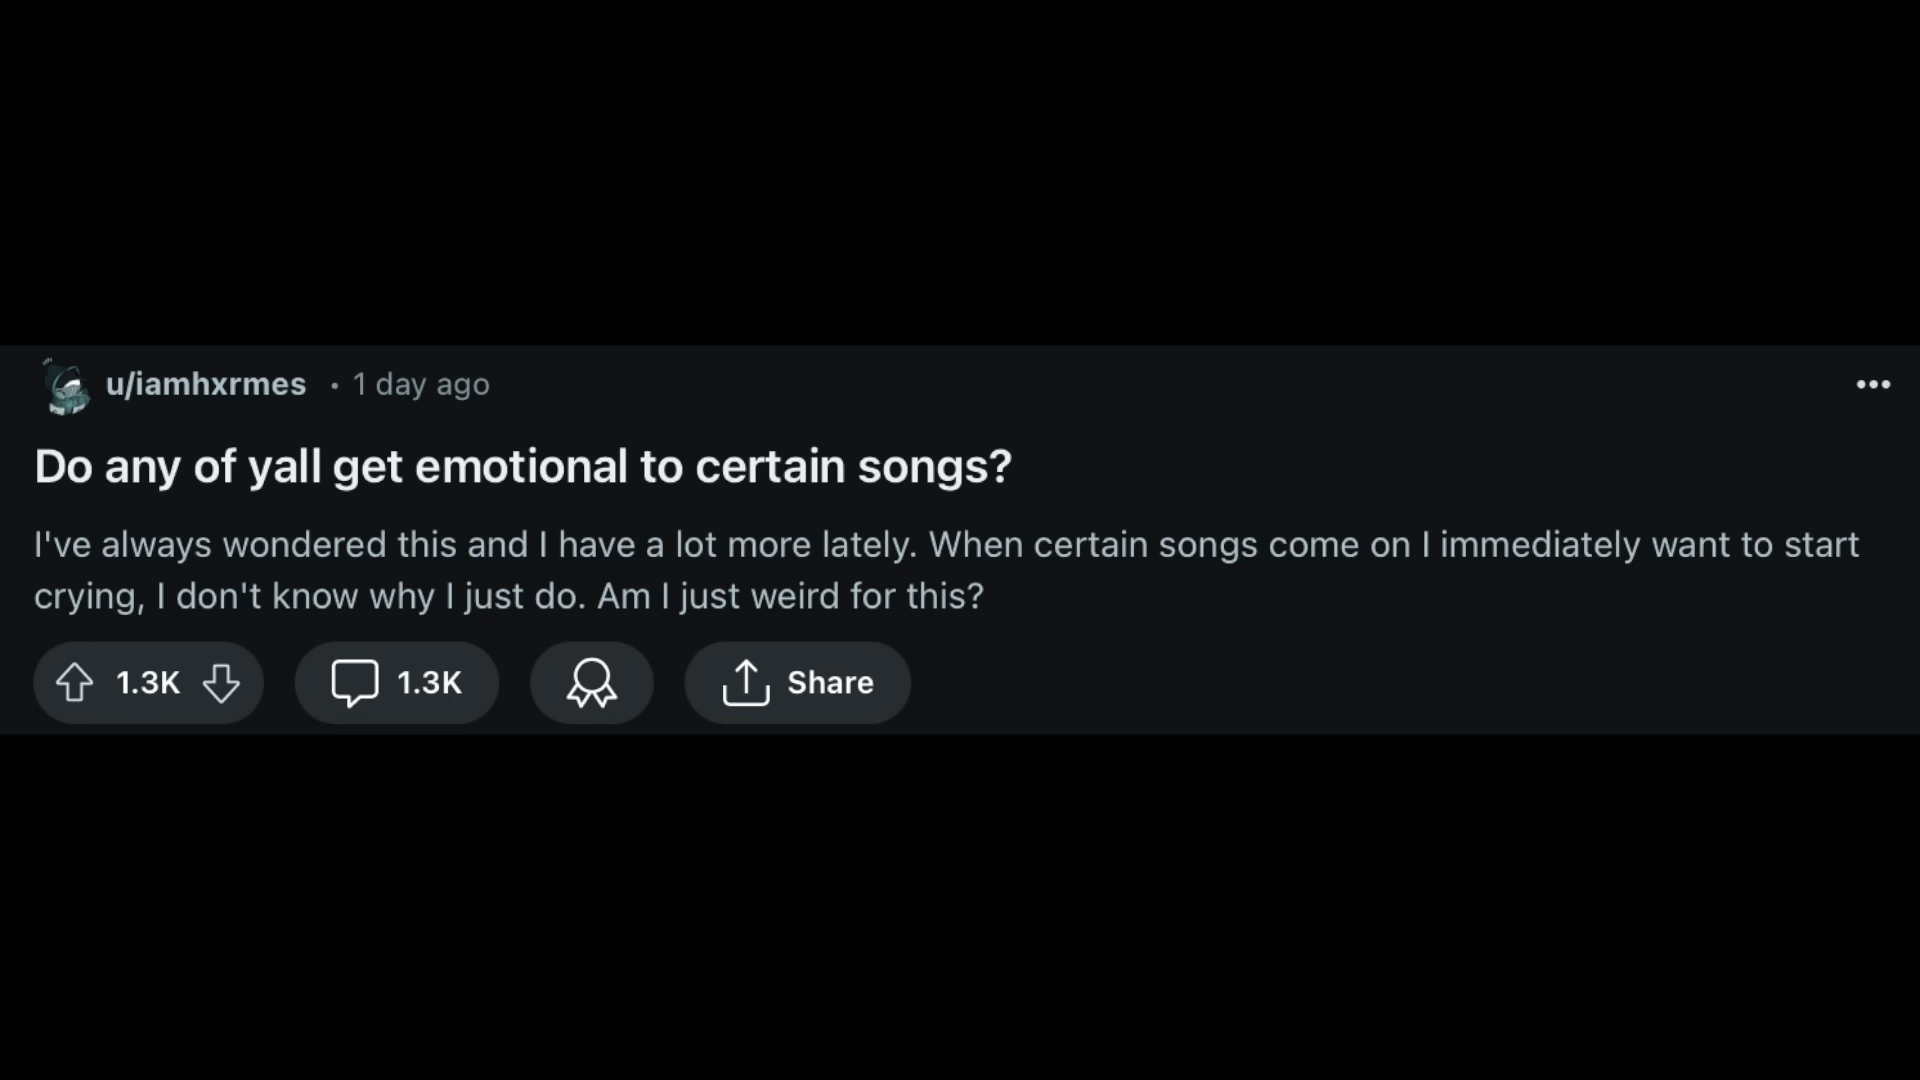 u/iamhxrmes • 1 day ago
Do any of yall get emotional to certain songs?
I've always wondered this and I have a lot more lately. When certain songs come on I immediately want to start
crying, I don't know why I just do. Am I just weird for this?
1.3K 1.3K Share